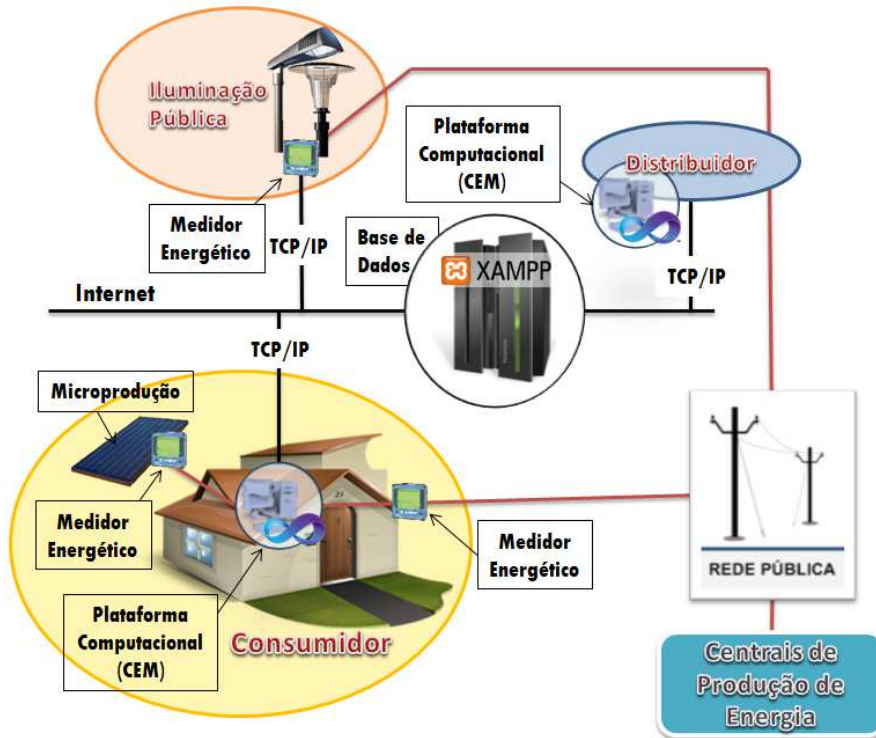 Iluminação
Pública
Plataforma
Computacional
(CEM)
Distribuidor
Medidor
Energético
TCP/IP
Base de
Dados
XAMPP
TCP/IP
Internet
TCP/IP
Microprodução
Medidor
Energético
Medidor
Energético
Plataforma
Computacional
(CEM)
Consumidor
REDE PÚBLICA
Centrais de
Produção de
Energia